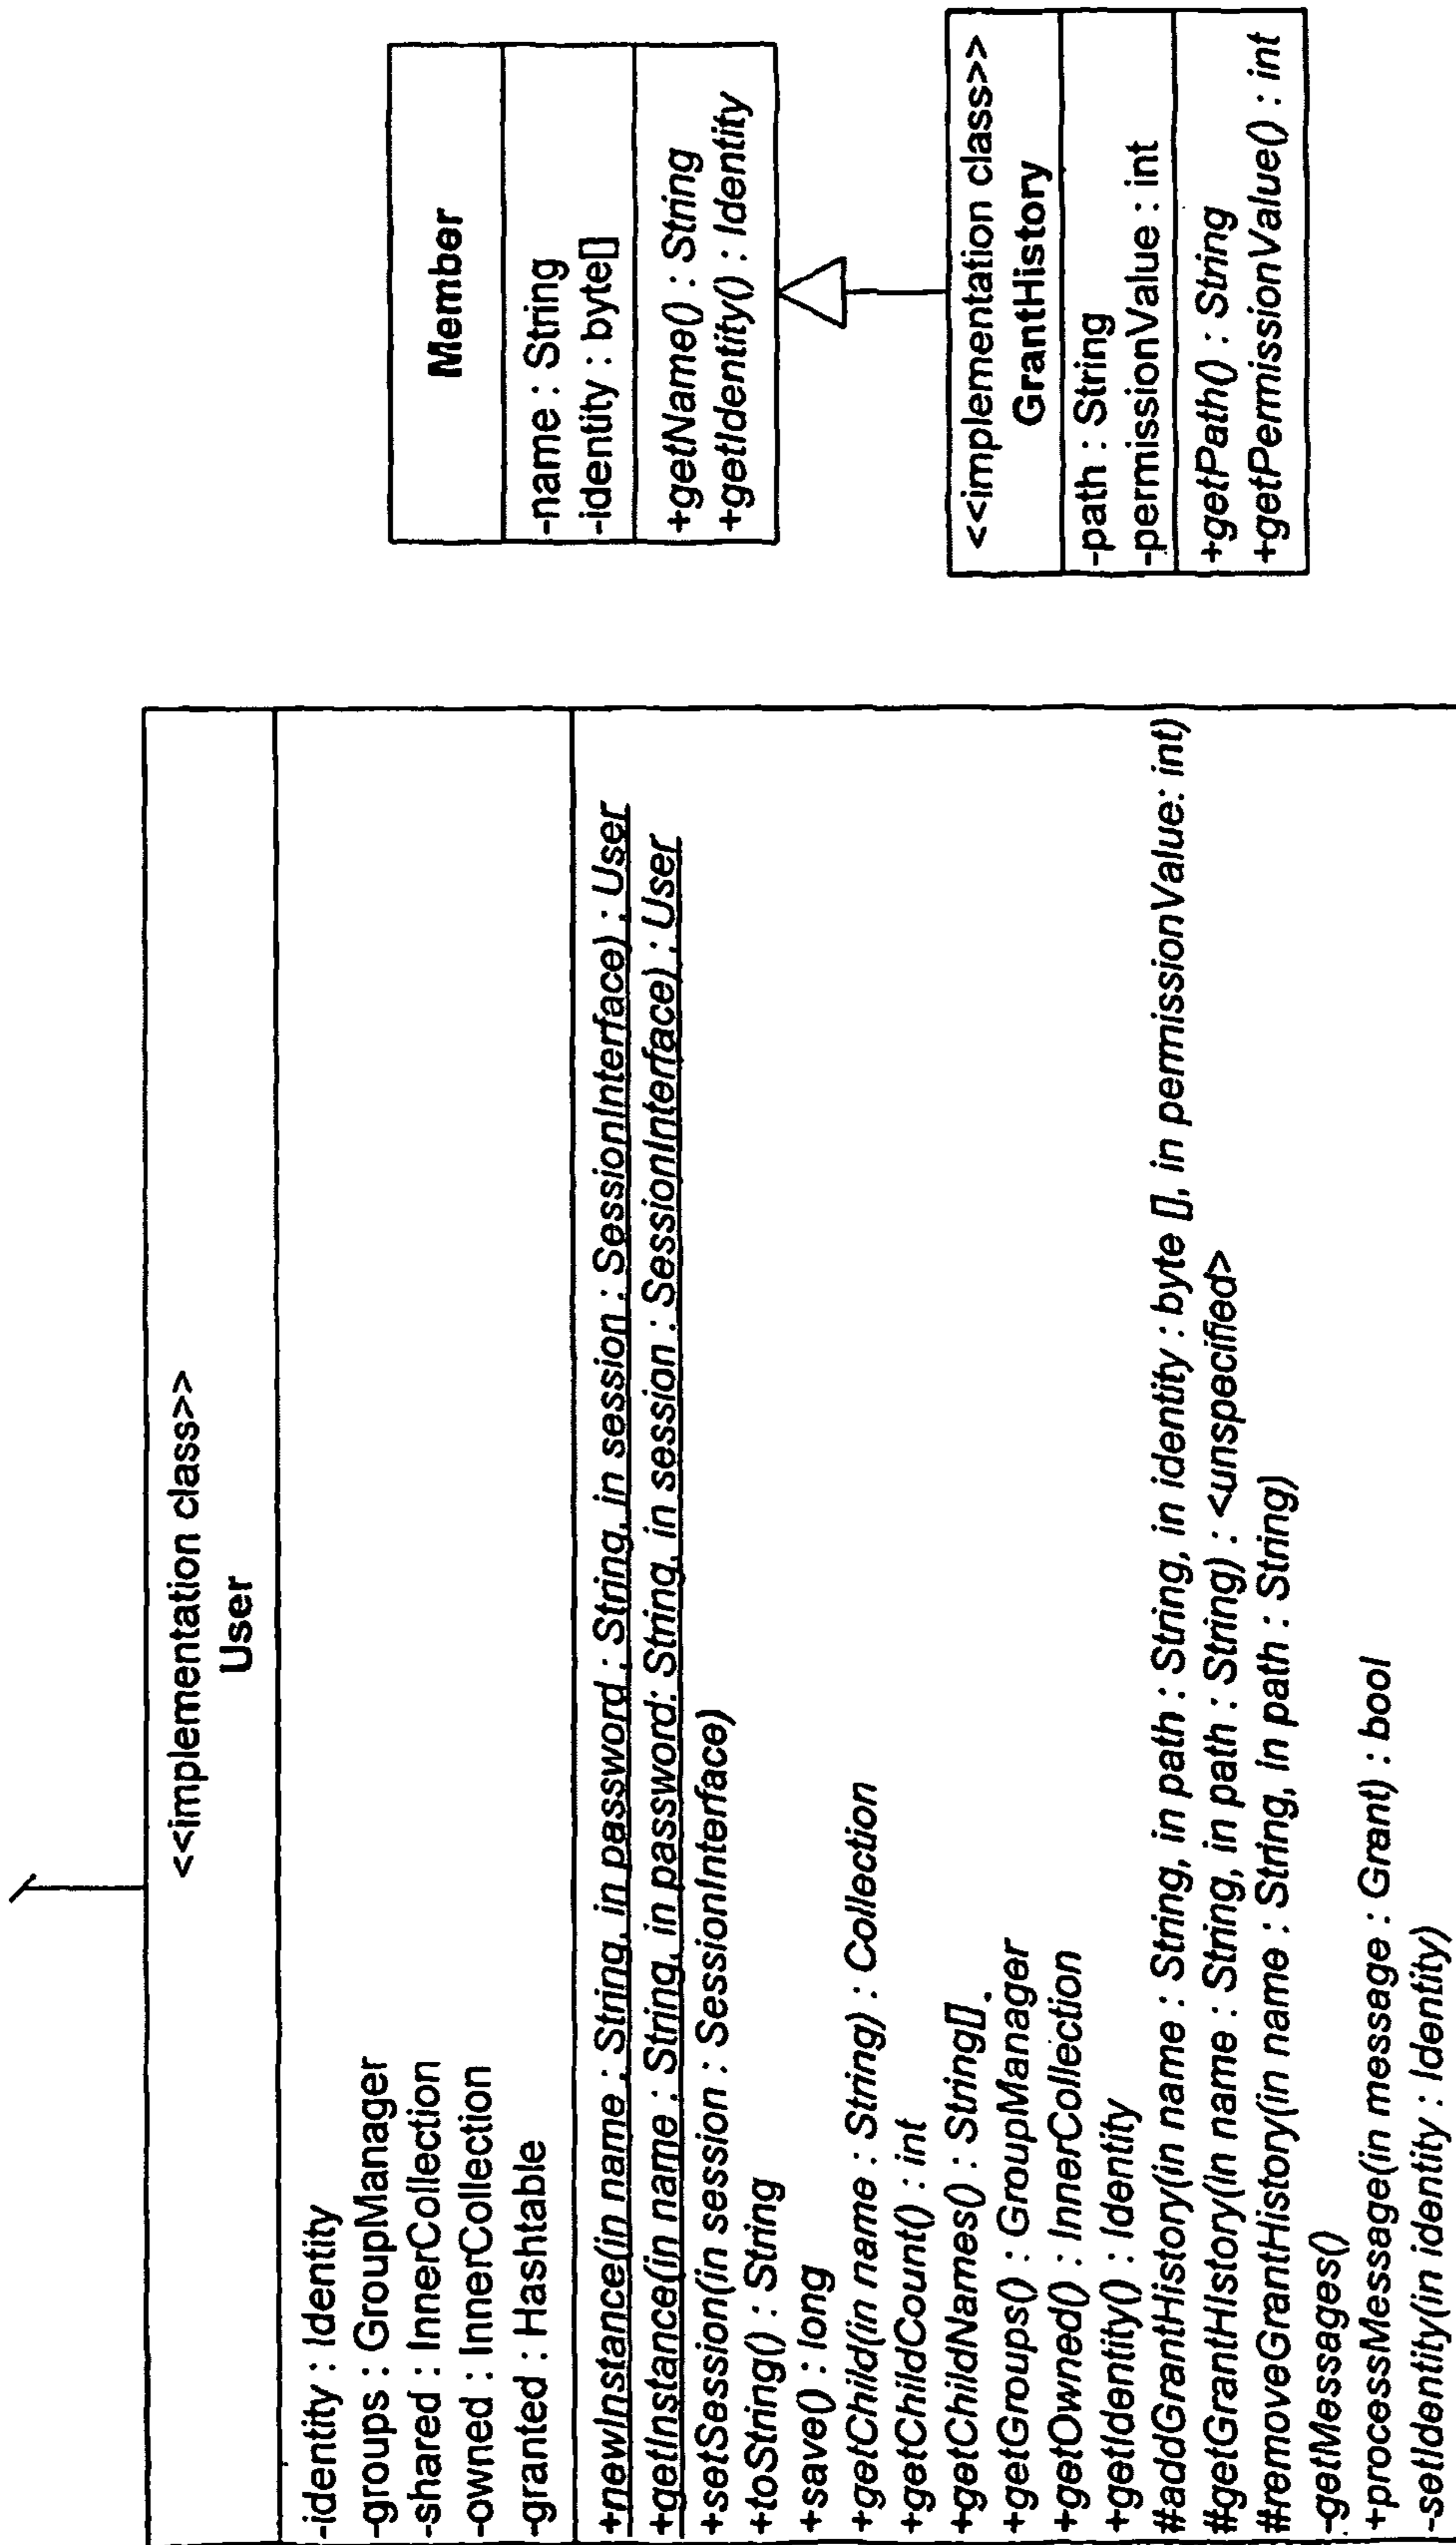 <<implementation class>>
User
-identity : Identity
-groups : GroupManager
-shared : InnerCollection
-owned : InnerCollection
-granted : Hashtable
+newInstance(in name : String, in password : String, in session : SessionInterface) : User
+getInstance(in name : String, in password: String, in session : SessionInterface) : User
+setSession(in session : SessionInterface)
+toString() : String
+save() : long
+getChild(in name : String) : Collection
+getChildCount() : int
+getChildNames() : String[]
+getGroups() : GroupManager
+getOwned() : InnerCollection
+getIdentity() : Identity
#addGrantHistory(in name : String, in path : String, in identity : byte [], in permissionValue: int)
#getGrantHistory(in name : String, in path : String) : <unspecified>
#removeGrantHistory(in name : String, in path : String)
-getMessages()
+processMessage(in message : Grant) : bool
-setIdentity(in identity : Identity)
Member
-name : String
-identity : byte[]
+getName() : String
+getIdentity() : Identity
<<implementation class>>
GrantHistory
-path : String
-permissionValue : int
+getPath() : String
+getPermissionValue() : int